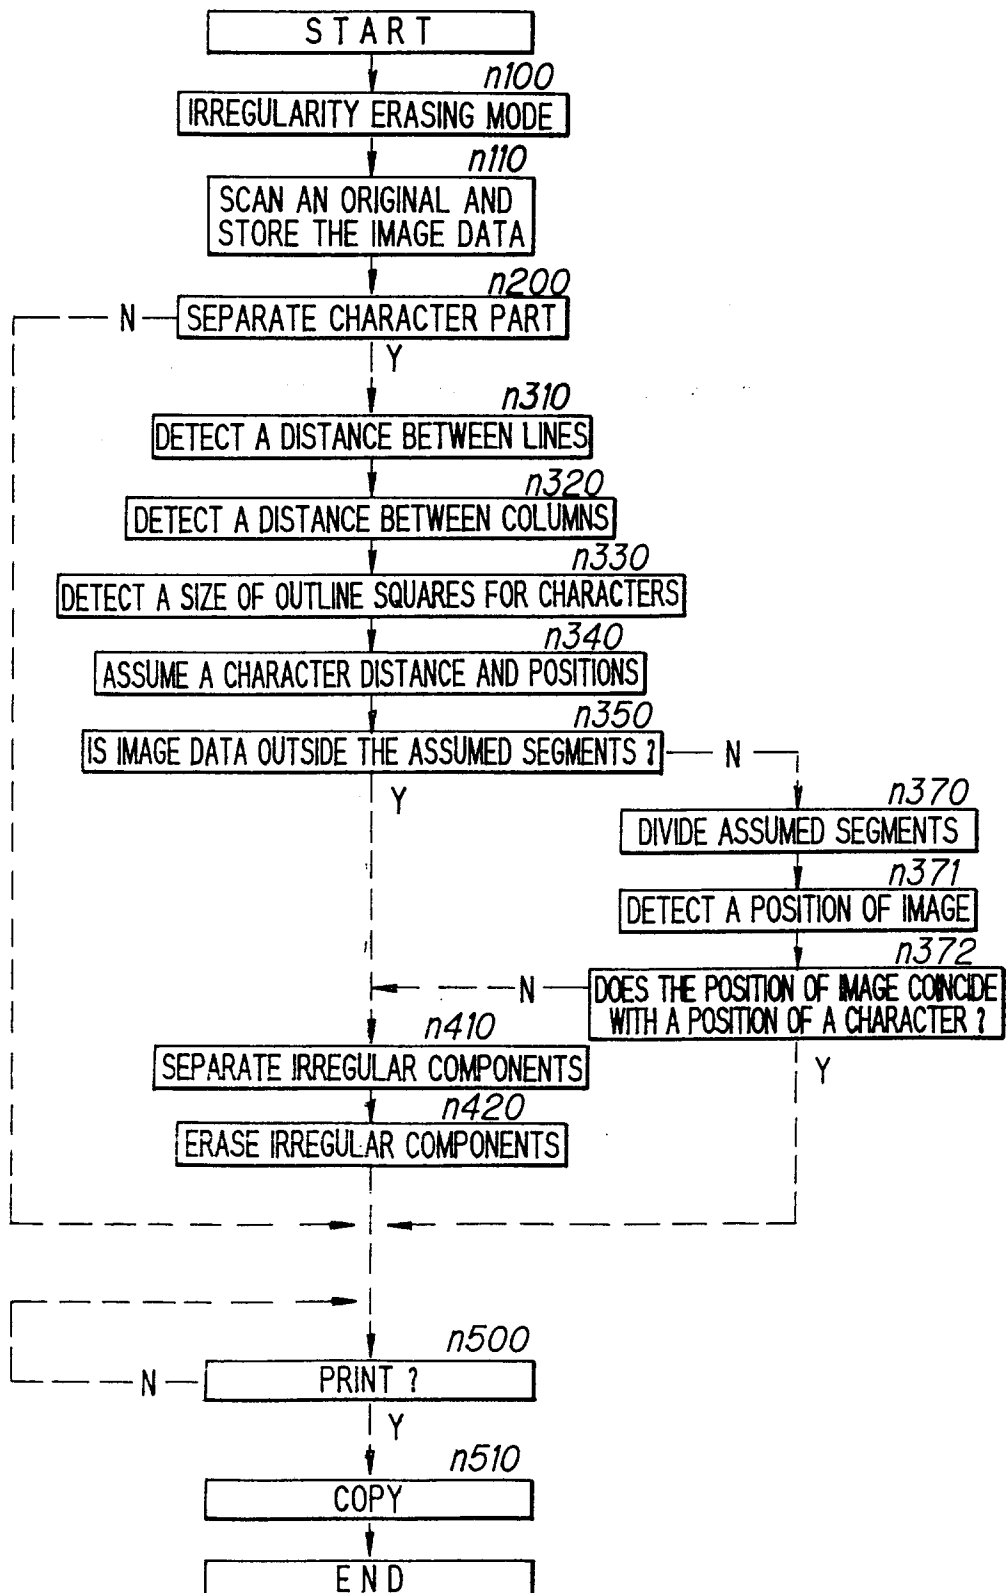 START
n100
IRREGULARITY ERASING MODE
n110
SCAN AN ORIGINAL AND
STORE THE IMAGE DATA
n200
N
SEPARATE CHARACTER PART
Y
n310
DETECT A DISTANCE BETWEEN LINES
n320
DETECT A DISTANCE BETWEEN COLUMNS
n330
DETECT A SIZE OF OUTLINE SQUARES FOR CHARACTERS
n340
ASSUME A CHARACTER DISTANCE AND POSITIONS
n350
IS IMAGE DATA OUTSIDE THE ASSUMED SEGMENTS ?
N
Y
n370
DIVIDE ASSUMED SEGMENTS
n371
DETECT A POSITION OF IMAGE
n372
DOES THE POSITION OF IMAGE COINCIDE
WITH A POSITION OF A CHARACTER ?
N
Y
n410
SEPARATE IRREGULAR COMPONENTS
n420
ERASE IRREGULAR COMPONENTS
n500
N
PRINT ?
Y
n510
COPY
END